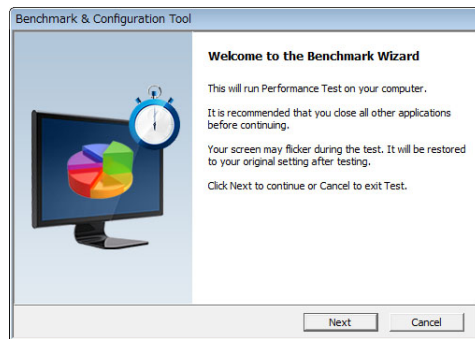 Benchmark & Configuration Tool
Welcome to the Benchmark Wizard
This will run Performance Test on your computer.
It is recommended that you close all other applications
before continuing.
Your screen may flicker during the test. It will be restored
to your original setting after testing.
Click Next to continue or Cancel to exit Test.
Next
Cancel